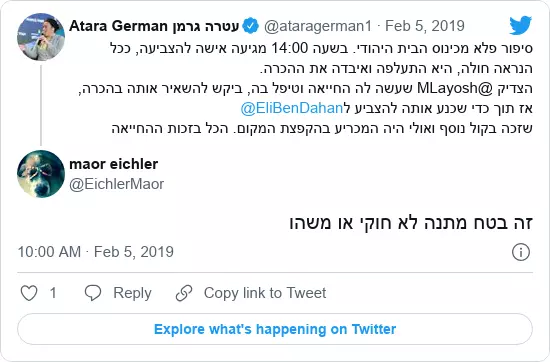 Atara German עטרה גרמן @ataragerman1 · Feb 5, 2019
סיפור פלא מכינוס הבית היהודי. בשעה 14:00 מגיעה אישה להצביעה, ככל
הנראה חולה, היא התעלפה ואיבדה את ההכרה.
הצדיק @MLayosh שעשה לה החייאה וטיפל בה, ביקש להשאיר אותה בהכרה,
אז תוך כדי שכנע אותה להצביע ל@EliBenDahan
שזכה בקול נוסף ואולי היה המכריע בהקפצת המקום. הכל בזכות ההחייאה
maor eichler
@EichlerMaor
זה בטח מתנה לא חוקי או משהו
10:00 AM · Feb 5, 2019
1 Reply Copy link to Tweet
Explore what's happening on Twitter